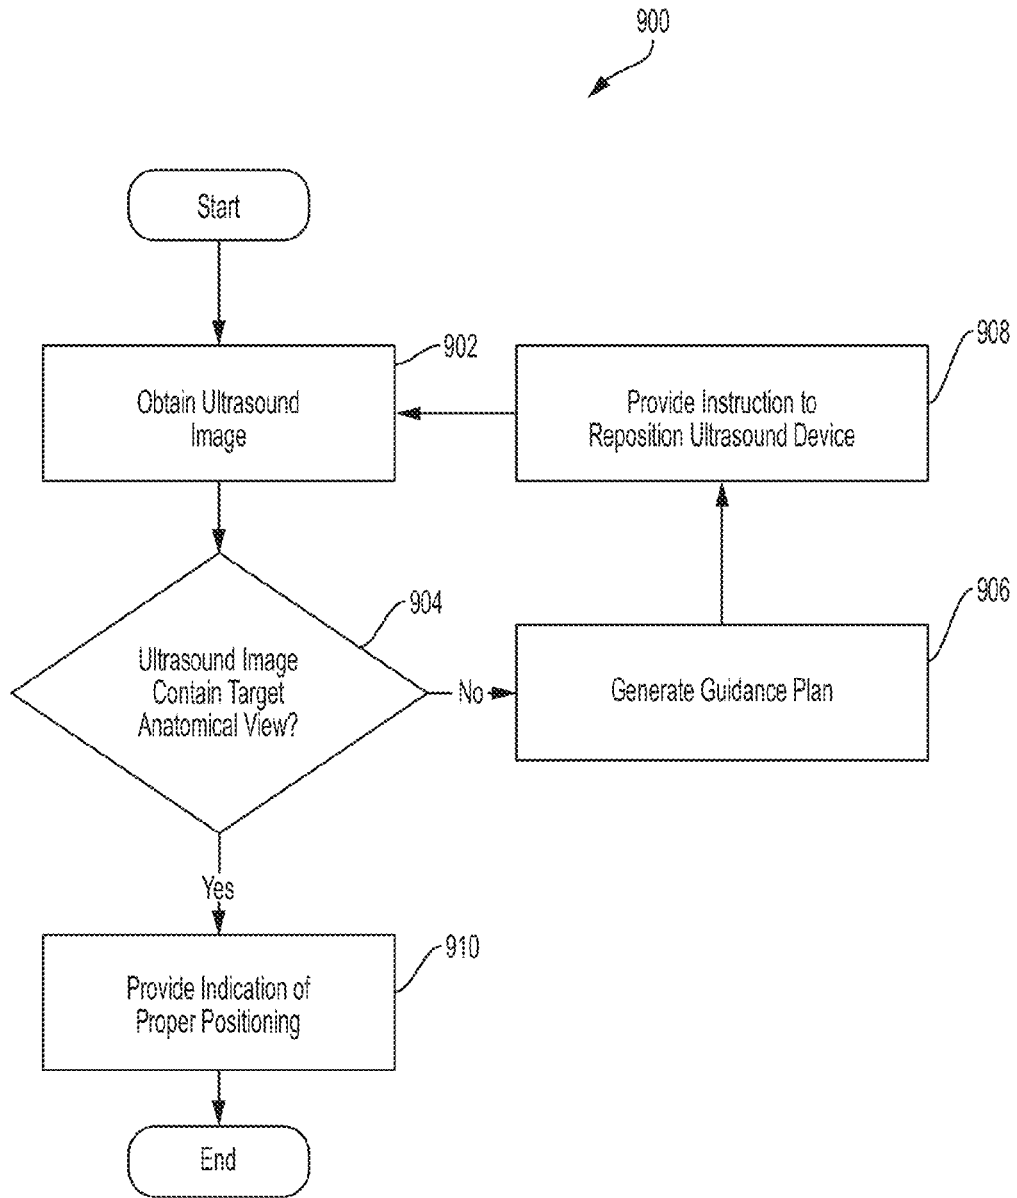 900
Start
902
Obtain Ultrasound
Image
908
Provide Instruction to
Reposition Ultrasound Device
904
Ultrasound Image
Contain Target
Anatomical View?
No
906
Generate Guidance Plan
Yes
910
Provide Indication of
Proper Positioning
End